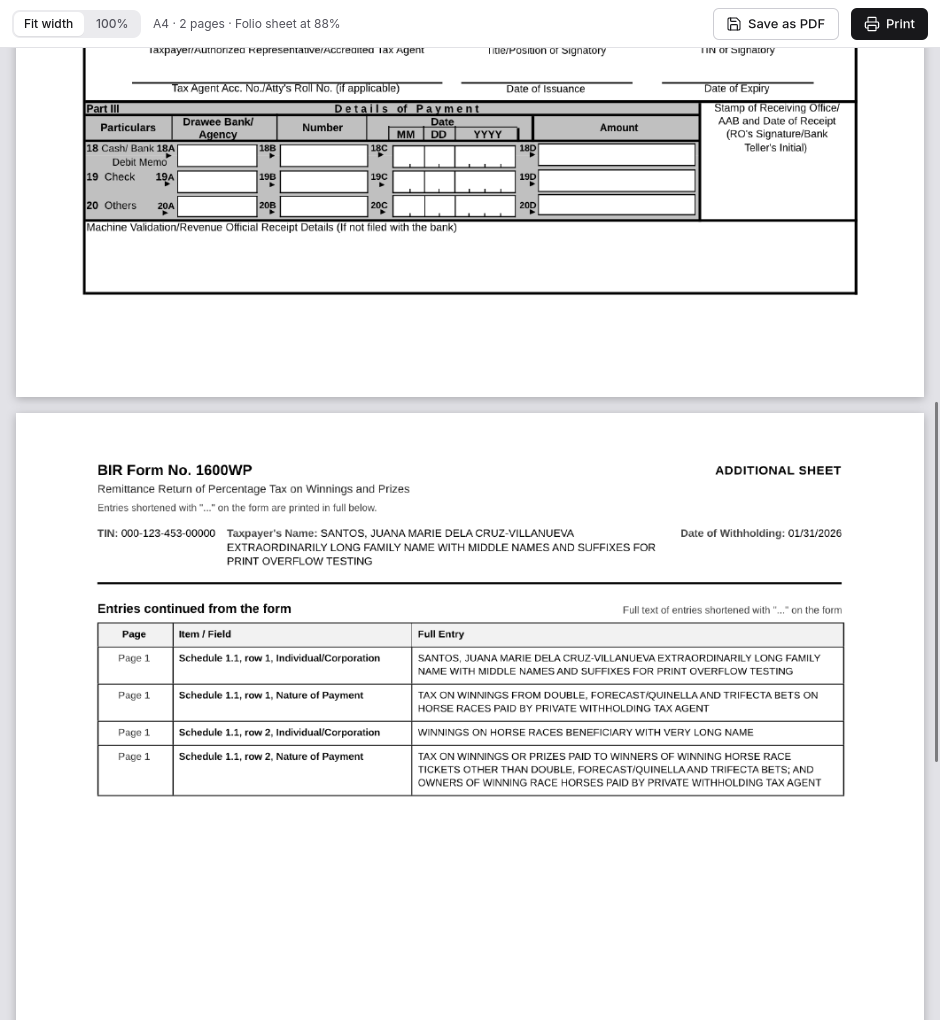 Fit width 100% A4 · 2 pages · Folio sheet at 88% Save as PDF Print
Taxpayer/Authorized Representative/Accredited Tax Agent Title/Position of Signatory TIN of Signatory
Tax Agent Acc. No./Atty's Roll No. (if applicable) Date of Issuance Date of Expiry
Part III Details of Payment Stamp of Receiving Office/
AAB and Date of Receipt
(RO's Signature/Bank
Teller's Initial)
Particulars Drawee Bank/ Agency Number Date Amount
MM DD YYYY
18 Cash/ Bank 18A 18B 18C 18D
Debit Memo
19 Check 19A 19B 19C 19D
20 Others 20A 20B 20C 20D
Machine Validation/Revenue Official Receipt Details (If not filed with the bank)
BIR Form No. 1600WP ADDITIONAL SHEET
Remittance Return of Percentage Tax on Winnings and Prizes
Entries shortened with "..." on the form are printed in full below.
TIN: 000-123-453-00000 Taxpayer's Name: SANTOS, JUANA MARIE DELA CRUZ-VILLANUEVA Date of Withholding: 01/31/2026
EXTRAORDINARILY LONG FAMILY NAME WITH MIDDLE NAMES AND SUFFIXES FOR
PRINT OVERFLOW TESTING
Entries continued from the form Full text of entries shortened with "..." on the form
Page Item / Field Full Entry
Page 1 Schedule 1.1, row 1, Individual/Corporation SANTOS, JUANA MARIE DELA CRUZ-VILLANUEVA EXTRAORDINARILY LONG FAMILY
NAME WITH MIDDLE NAMES AND SUFFIXES FOR PRINT OVERFLOW TESTING
Page 1 Schedule 1.1, row 1, Nature of Payment TAX ON WINNINGS FROM DOUBLE, FORECAST/QUINELLA AND TRIFECTA BETS ON
HORSE RACES PAID BY PRIVATE WITHHOLDING TAX AGENT
Page 1 Schedule 1.1, row 2, Individual/Corporation WINNINGS ON HORSE RACES BENEFICIARY WITH VERY LONG NAME
Page 1 Schedule 1.1, row 2, Nature of Payment TAX ON WINNINGS OR PRIZES PAID TO WINNERS OF WINNING HORSE RACE
TICKETS OTHER THAN DOUBLE, FORECAST/QUINELLA AND TRIFECTA BETS; AND
OWNERS OF WINNING RACE HORSES PAID BY PRIVATE WITHHOLDING TAX AGENT